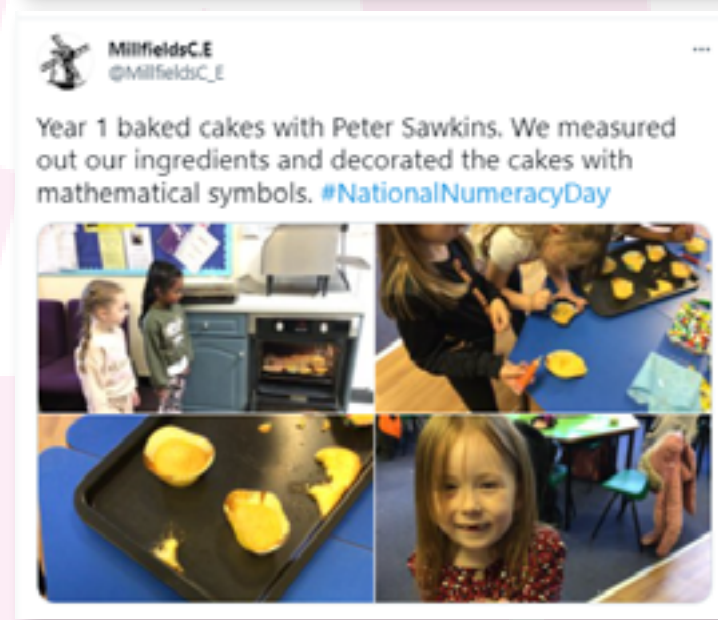 MillfieldsC.E
@MillfieldsC_E
Year 1 baked cakes with Peter Sawkins. We measured
out our ingredients and decorated the cakes with
mathematical symbols. #NationalNumeracyDay